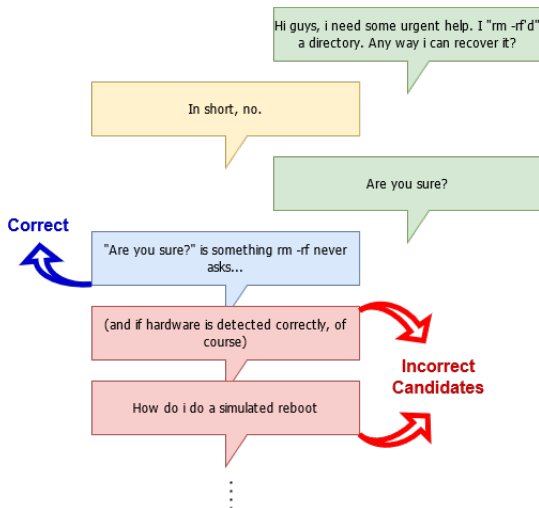 Hi guys, i need some urgent help. I "rm -rf'd"
a directory. Any way i can recover it?
In short, no.
Are you sure?
Correct
"Are you sure?" is something rm -rf never
asks...
(and if hardware is detected correctly, of
course)
Incorrect
Candidates
How do i do a simulated reboot